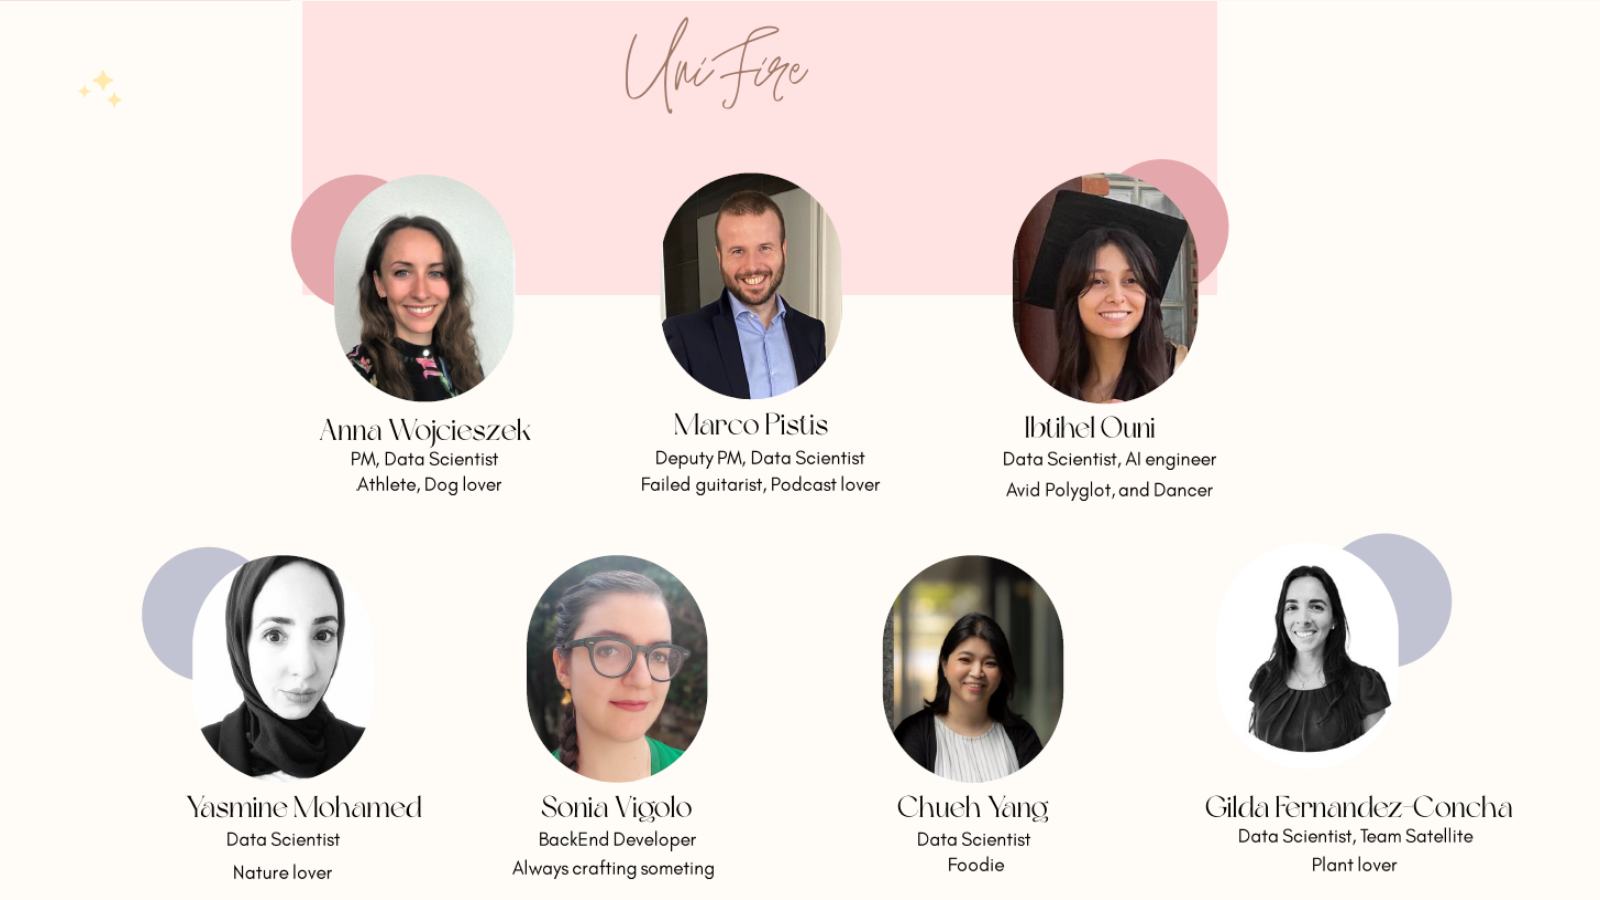 UniFire
Anna Wojcieszek
PM, Data Scientist
Athlete, Dog lover
Marco Pistis
Deputy PM, Data Scientist
Failed guitarist, Podcast lover
Ibtihel Ouni
Data Scientist, AI engineer
Avid Polyglot, and Dancer
Yasmine Mohamed
Data Scientist
Nature lover
Sonia Vigolo
BackEnd Developer
Always crafting someting
Chueh Yang
Data Scientist
Foodie
Gilda Fernandez-Concha
Data Scientist, Team Satellite
Plant lover